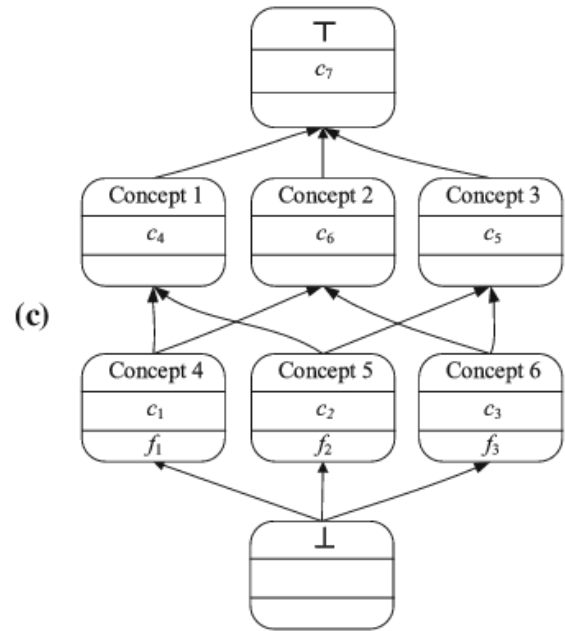 ⊤
c₇
Concept 1 Concept 2 Concept 3
c₄ c₆ c₅
(c)
Concept 4 Concept 5 Concept 6
c₁ c₂ c₃
f₁ f₂ f₃
⊥